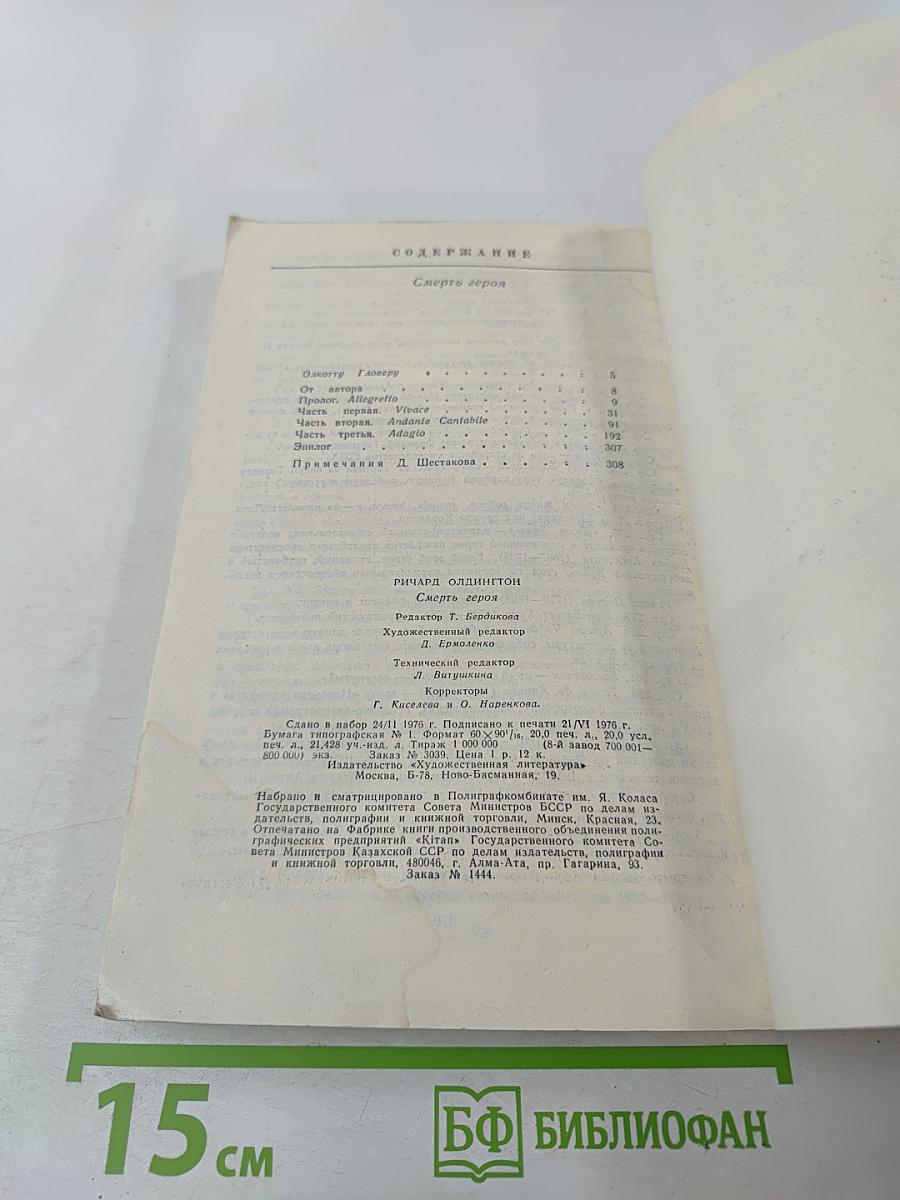 СОДЕРЖАНИЕ
Смерть героя
Олкотту Гловеру 5
От автора 8
Пролог. Allegretto 9
Часть первая. Vivace 31
Часть вторая. Andante Cantabile 91
Часть третья. Adagio 192
Эпилог 307
Примечания Д. Шестакова 308
РИЧАРД ОЛДИНГТОН
Смерть героя
Редактор Т. Бердикова
Художественный редактор
Д. Ермоленко
Технический редактор
Л. Витушкина
Корректоры
Г. Киселева и О. Наренкова.
Сдано в набор 24/II 1976 г. Подписано к печати 21/VI 1976 г.
Бумага типографская № 1. Формат 60×90¹/₁₆. 20,0 печ. л., 20,0 усл.
печ. л., 21,428 уч.-изд. л. Тираж 1 000 000 (8-й завод 700 001—
800 000) экз. Заказ № 3039. Цена 1 р. 12 к.
Издательство «Художественная литература»
Москва, Б-78, Ново-Басманная, 19.
Набрано и сматрицировано в Полиграфкомбинате им. Я. Коласа
Государственного комитета Совета Министров БССР по делам из-
дательств, полиграфии и книжной торговли, Минск, Красная, 23.
Отпечатано на Фабрике книги производственного объединения поли-
графических предприятий «Кiтап» Государственного комитета Со-
вета Министров Казахской ССР по делам издательств, полиграфии
и книжной торговли, 480046, г. Алма-Ата, пр. Гагарина, 93.
Заказ № 1444.
15 см
БФ БИБЛИОФАН